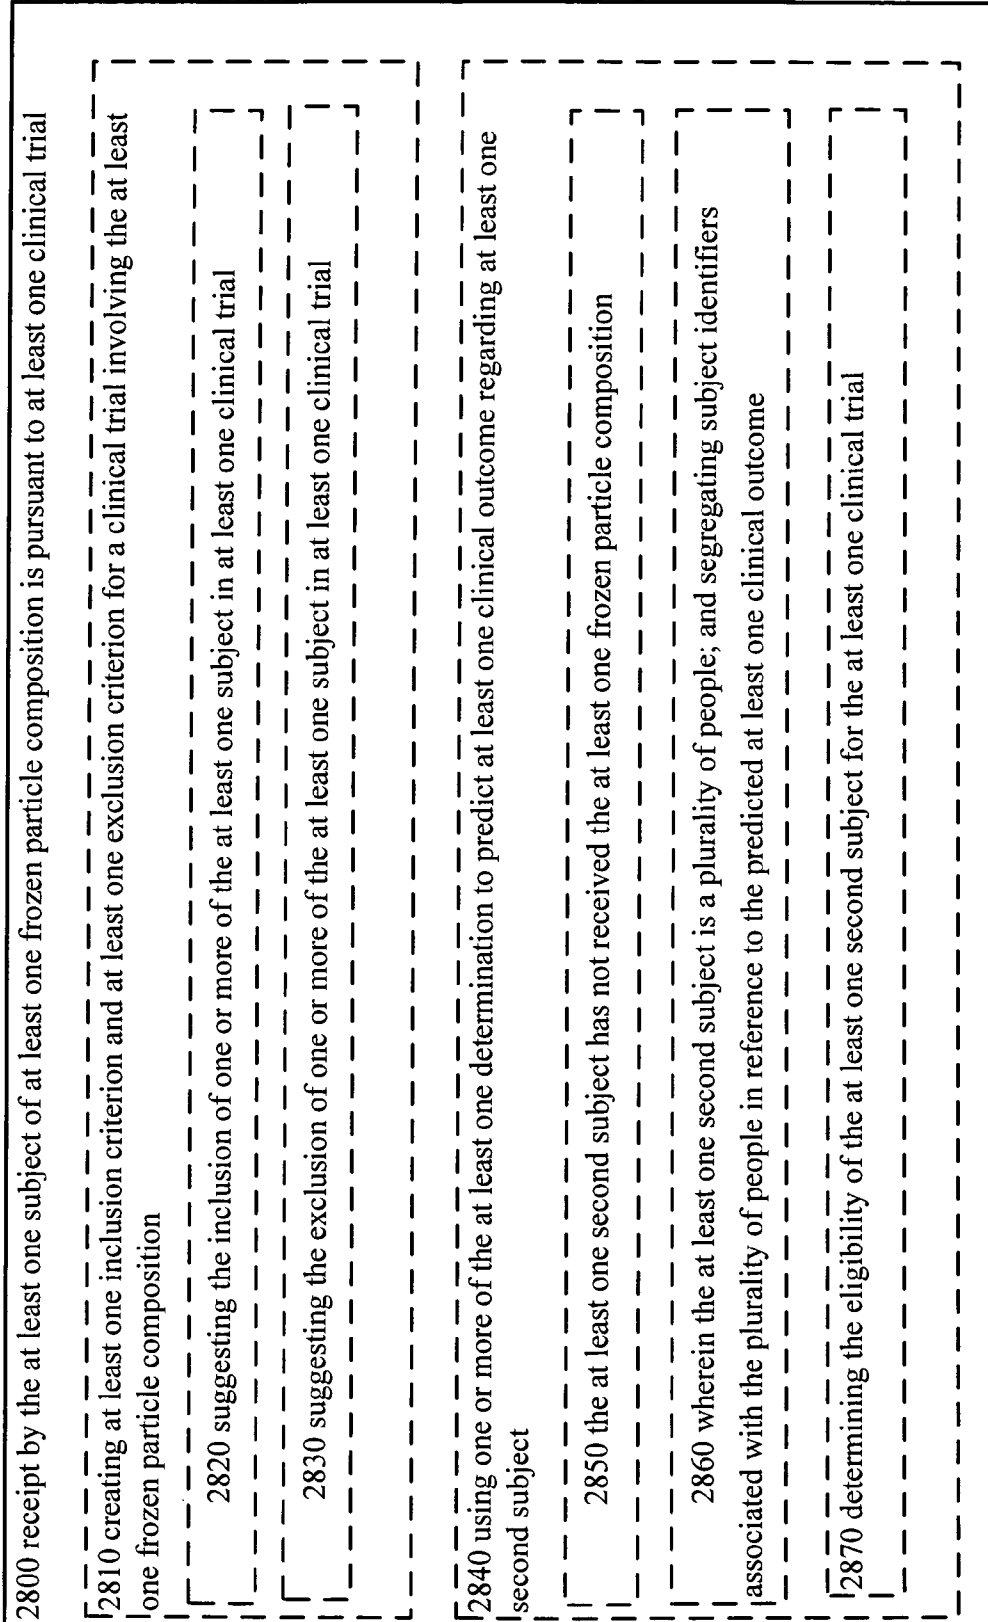 2800 receipt by the at least one subject of at least one frozen particle composition is pursuant to at least one clinical trial
2810 creating at least one inclusion criterion and at least one exclusion criterion for a clinical trial involving the at least
one frozen particle composition
2820 suggesting the inclusion of one or more of the at least one subject in at least one clinical trial
2830 suggesting the exclusion of one or more of the at least one subject in at least one clinical trial
2840 using one or more of the at least one determination to predict at least one clinical outcome regarding at least one
second subject
2850 the at least one second subject has not received the at least one frozen particle composition
2860 wherein the at least one second subject is a plurality of people; and segregating subject identifiers
associated with the plurality of people in reference to the predicted at least one clinical outcome
2870 determining the eligibility of the at least one second subject for the at least one clinical trial